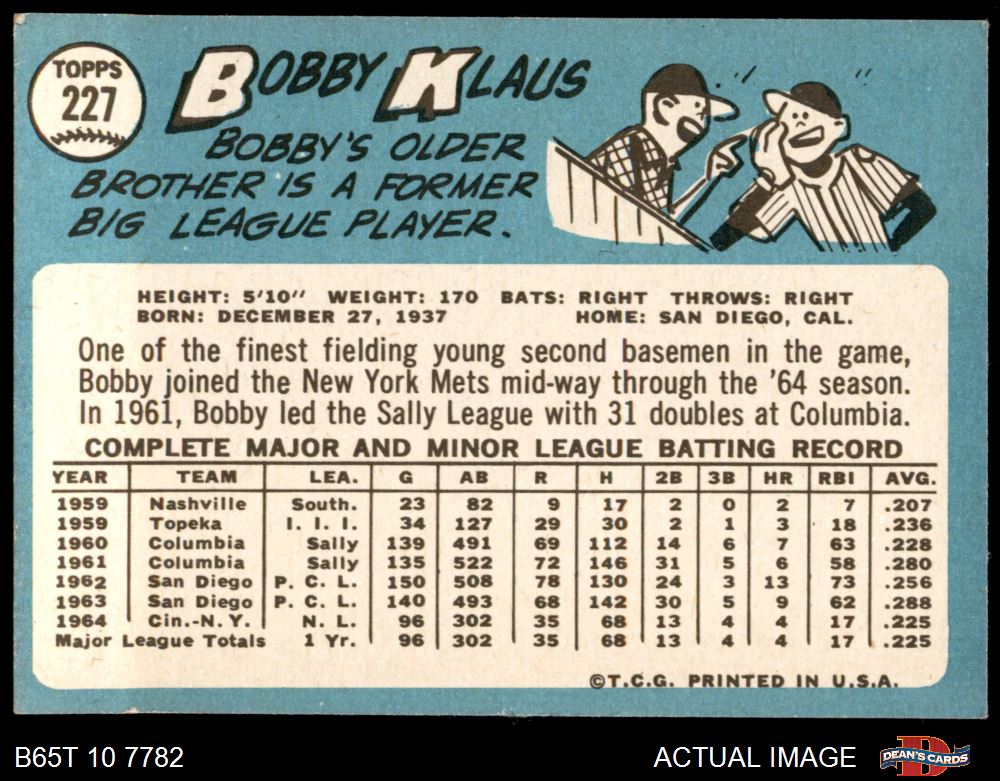 TOPPS
227
BOBBY KLAUS
BOBBY'S OLDER
BROTHER IS A FORMER
BIG LEAGUE PLAYER.
HEIGHT: 5'10" WEIGHT: 170 BATS: RIGHT THROWS: RIGHT
BORN: DECEMBER 27, 1937 HOME: SAN DIEGO, CAL.
One of the finest fielding young second basemen in the game,
Bobby joined the New York Mets mid-way through the '64 season.
In 1961, Bobby led the Sally League with 31 doubles at Columbia.
COMPLETE MAJOR AND MINOR LEAGUE BATTING RECORD
YEAR TEAM LEA. G AB R H 2B 3B HR RBI AVG.
1959 Nashville South. 23 82 9 17 2 0 2 7 .207
1959 Topeka I. I. I. 34 127 29 30 2 1 3 18 .236
1960 Columbia Sally 139 491 69 112 14 6 7 63 .228
1961 Columbia Sally 135 522 72 146 31 5 6 58 .280
1962 San Diego P. C. L. 150 508 78 130 24 3 13 73 .256
1963 San Diego P. C. L. 140 493 68 142 30 5 9 62 .288
1964 Cin.-N. Y. N. L. 96 302 35 68 13 4 4 17 .225
Major League Totals 1 Yr. 96 302 35 68 13 4 4 17 .225
©T.C.G. PRINTED IN U.S.A.
B65T 10 7782 ACTUAL IMAGE DEAN'S CARDS